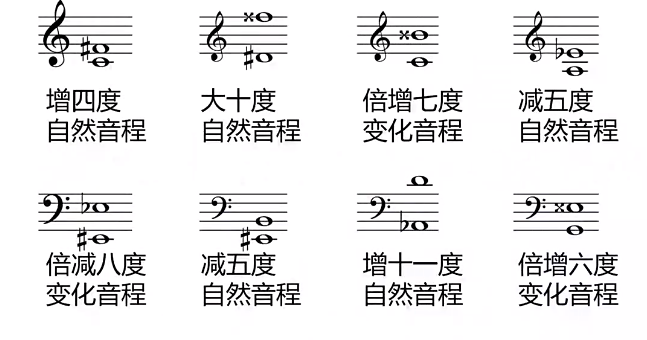 增四度 大十度 倍增七度 减五度
自然音程 自然音程 变化音程 自然音程
倍减八度 减五度 增十一度 倍增六度
变化音程 自然音程 自然音程 变化音程